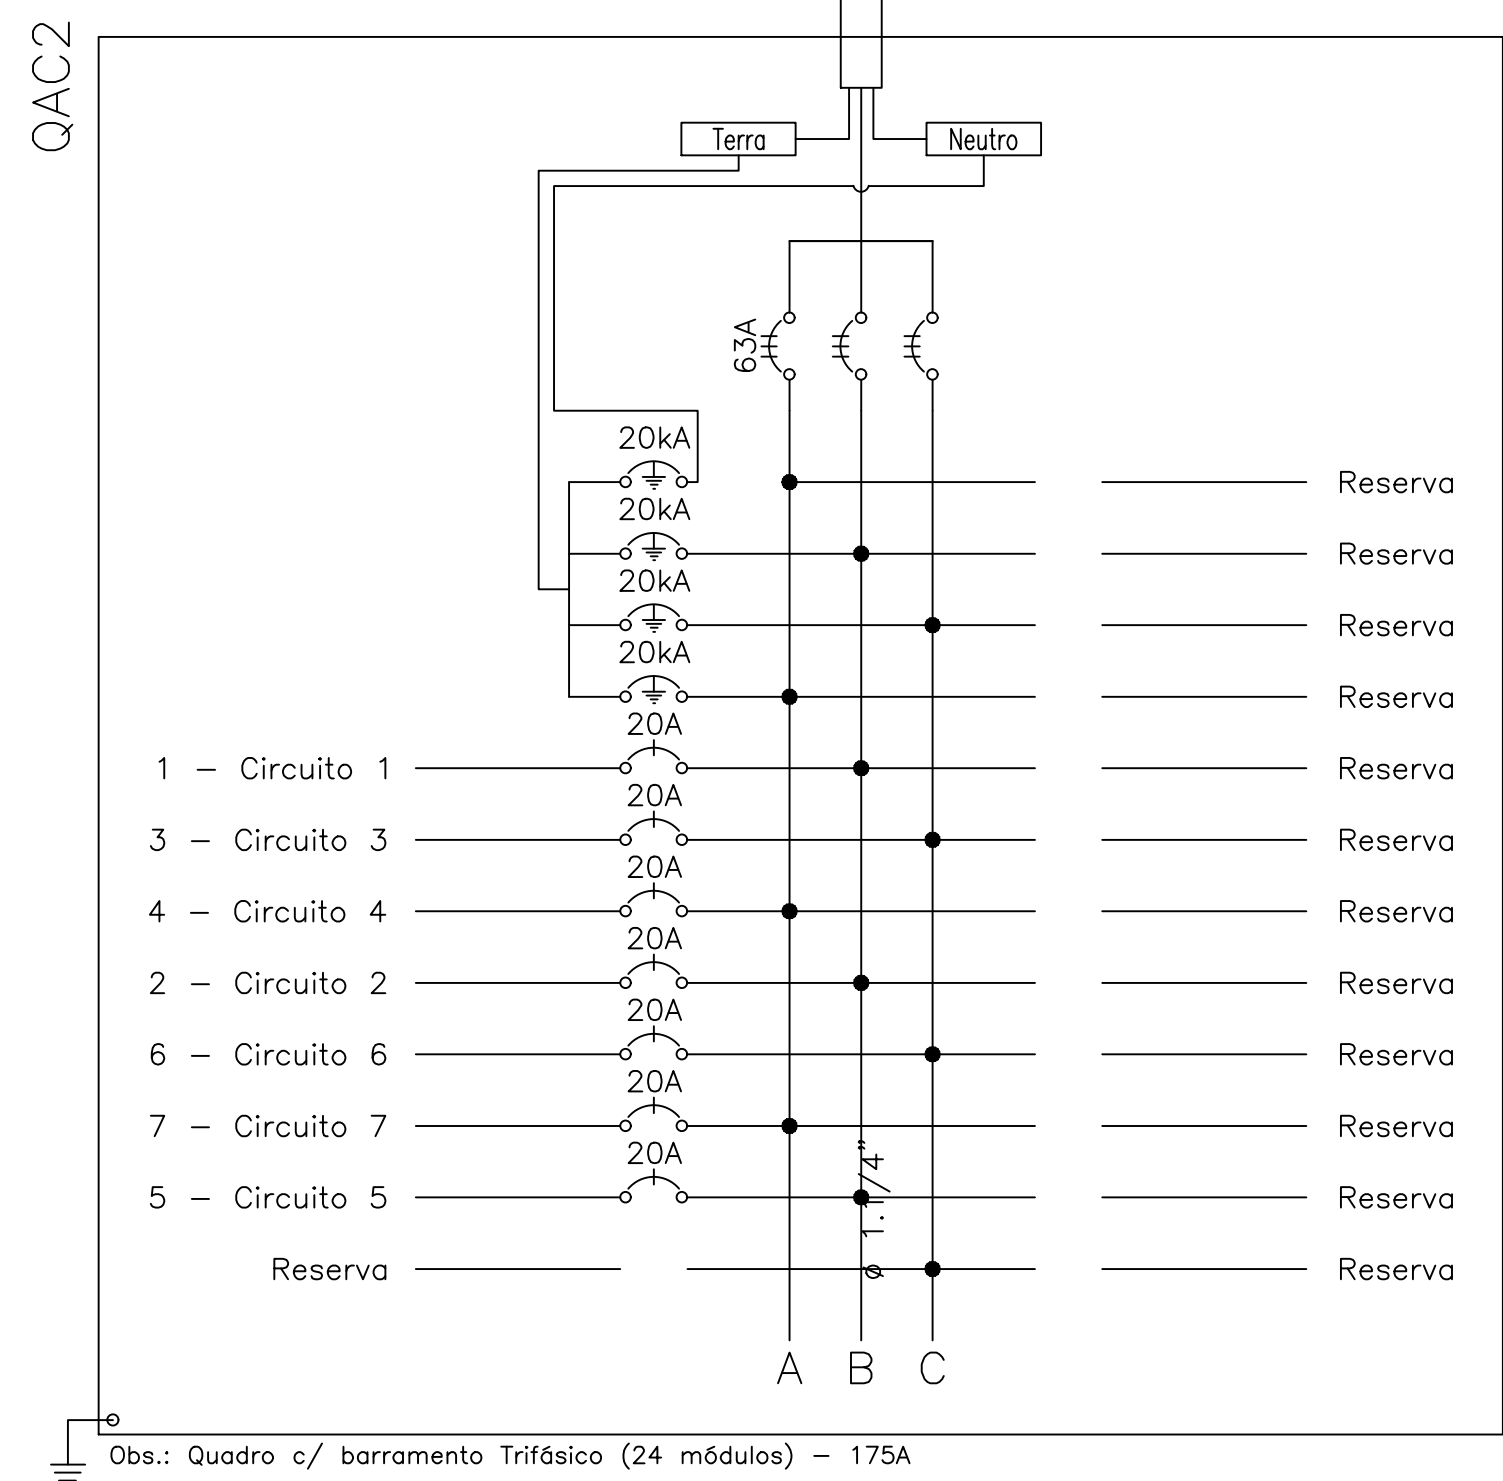 QAC2
Terra
Neutro
63A
20kA
Reserva
20kA
Reserva
20kA
Reserva
20kA
Reserva
20A
1 - Circuito 1
Reserva
20A
3 - Circuito 3
Reserva
20A
4 - Circuito 4
Reserva
20A
2 - Circuito 2
Reserva
20A
6 - Circuito 6
Reserva
20A
7 - Circuito 7
Reserva
20A
5 - Circuito 5
Reserva
ø 1.1/4"
Reserva
Reserva
A B C
Obs.: Quadro c/ barramento Trifásico (24 módulos) - 175A